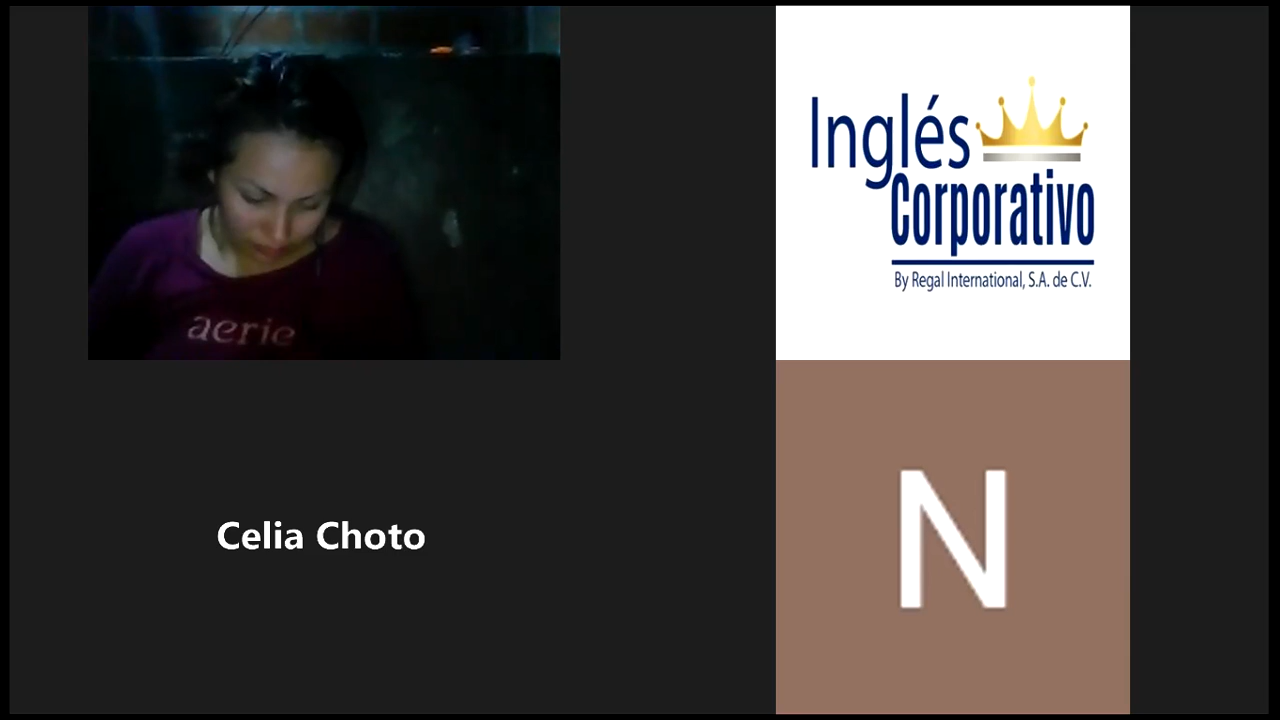 aerie
Inglés
Corporativo
By Regal International, S.A. de C.V.
Celia Choto
N